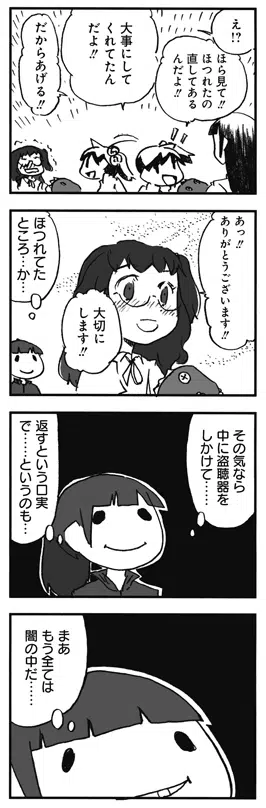 え!?
ほら見て!!
ほつれたの
直してある
んだよ!!
大事にして
くれてたん
だよ!!
だからあげる!!
あっ!!
ありがとうございます!!
大切に
します!!
ほつれてた
ところ…か…
その気なら
中に盗聴器を
しかけて……
返すという口実
で……というのも…
まあ
もう全ては
闇の中だ……